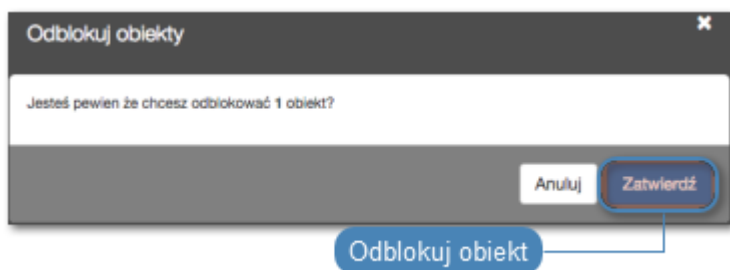 Odblokuj obiekty
Jesteś pewien że chcesz odblokować 1 obiekt?
Anuluj
Zatwierdź
Odblokuj obiekt